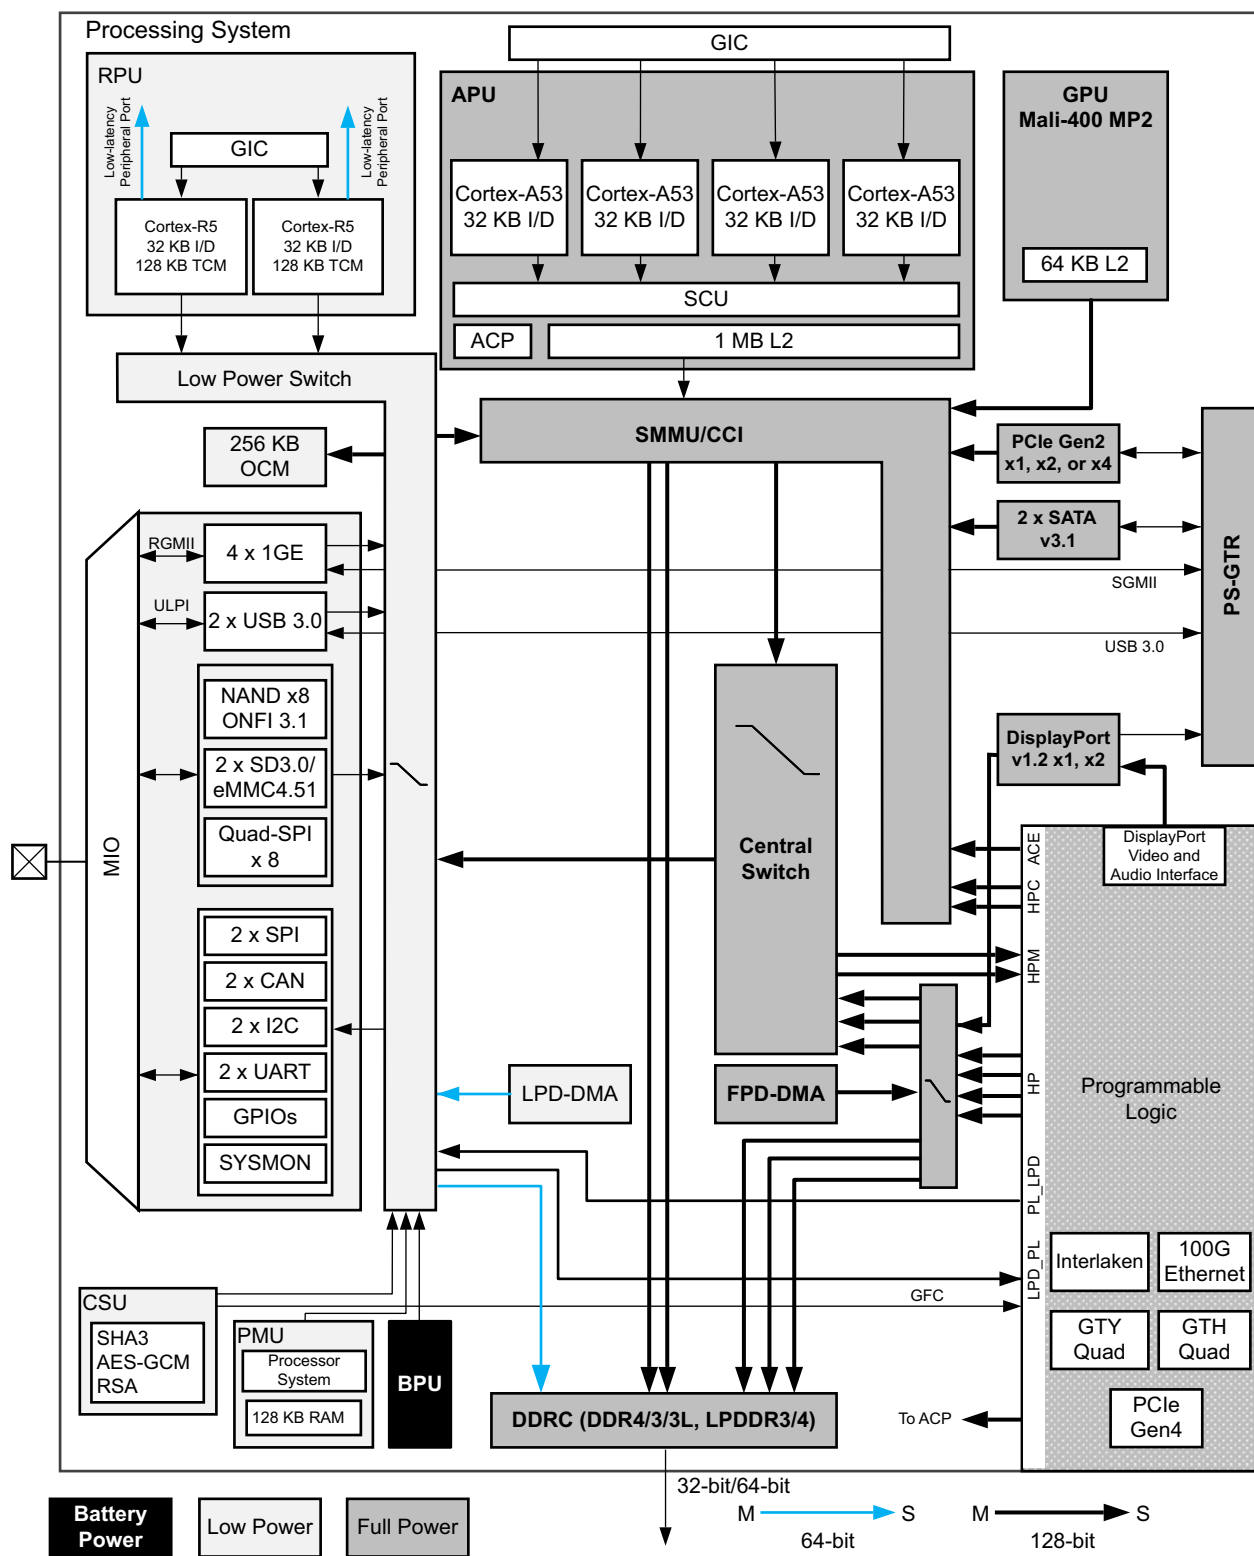 Processing System
RPU
Low-latency
Peripheral Port
Low-latency
Peripheral Port
GIC
Cortex-R5
32 KB I/D
128 KB TCM
Cortex-R5
32 KB I/D
128 KB TCM
GIC
APU
Cortex-A53
32 KB I/D
Cortex-A53
32 KB I/D
Cortex-A53
32 KB I/D
Cortex-A53
32 KB I/D
SCU
ACP
1 MB L2
GPU
Mali-400 MP2
64 KB L2
Low Power Switch
SMMU/CCI
256 KB
OCM
PCIe Gen2
x1, x2, or x4
2 x SATA
v3.1
PS-GTR
RGMII
4 x 1GE
SGMII
ULPI
2 x USB 3.0
USB 3.0
NAND x8
ONFI 3.1
2 x SD3.0/
eMMC4.51
Quad-SPI
x 8
MIO
2 x SPI
2 x CAN
2 x I2C
2 x UART
GPIOs
SYSMON
Central
Switch
DisplayPort
v1.2 x1, x2
DisplayPort
Video and
Audio Interface
ACE
HPC
HPM
HP
PL_LPD
LPD_PL
Programmable
Logic
LPD-DMA
FPD-DMA
Interlaken
100G
Ethernet
GTY
Quad
GTH
Quad
PCIe
Gen4
GFC
CSU
SHA3
AES-GCM
RSA
PMU
Processor
System
128 KB RAM
BPU
DDRC (DDR4/3/3L, LPDDR3/4)
To ACP
32-bit/64-bit
Battery
Power
Low Power
Full Power
M
S
64-bit
M
S
128-bit